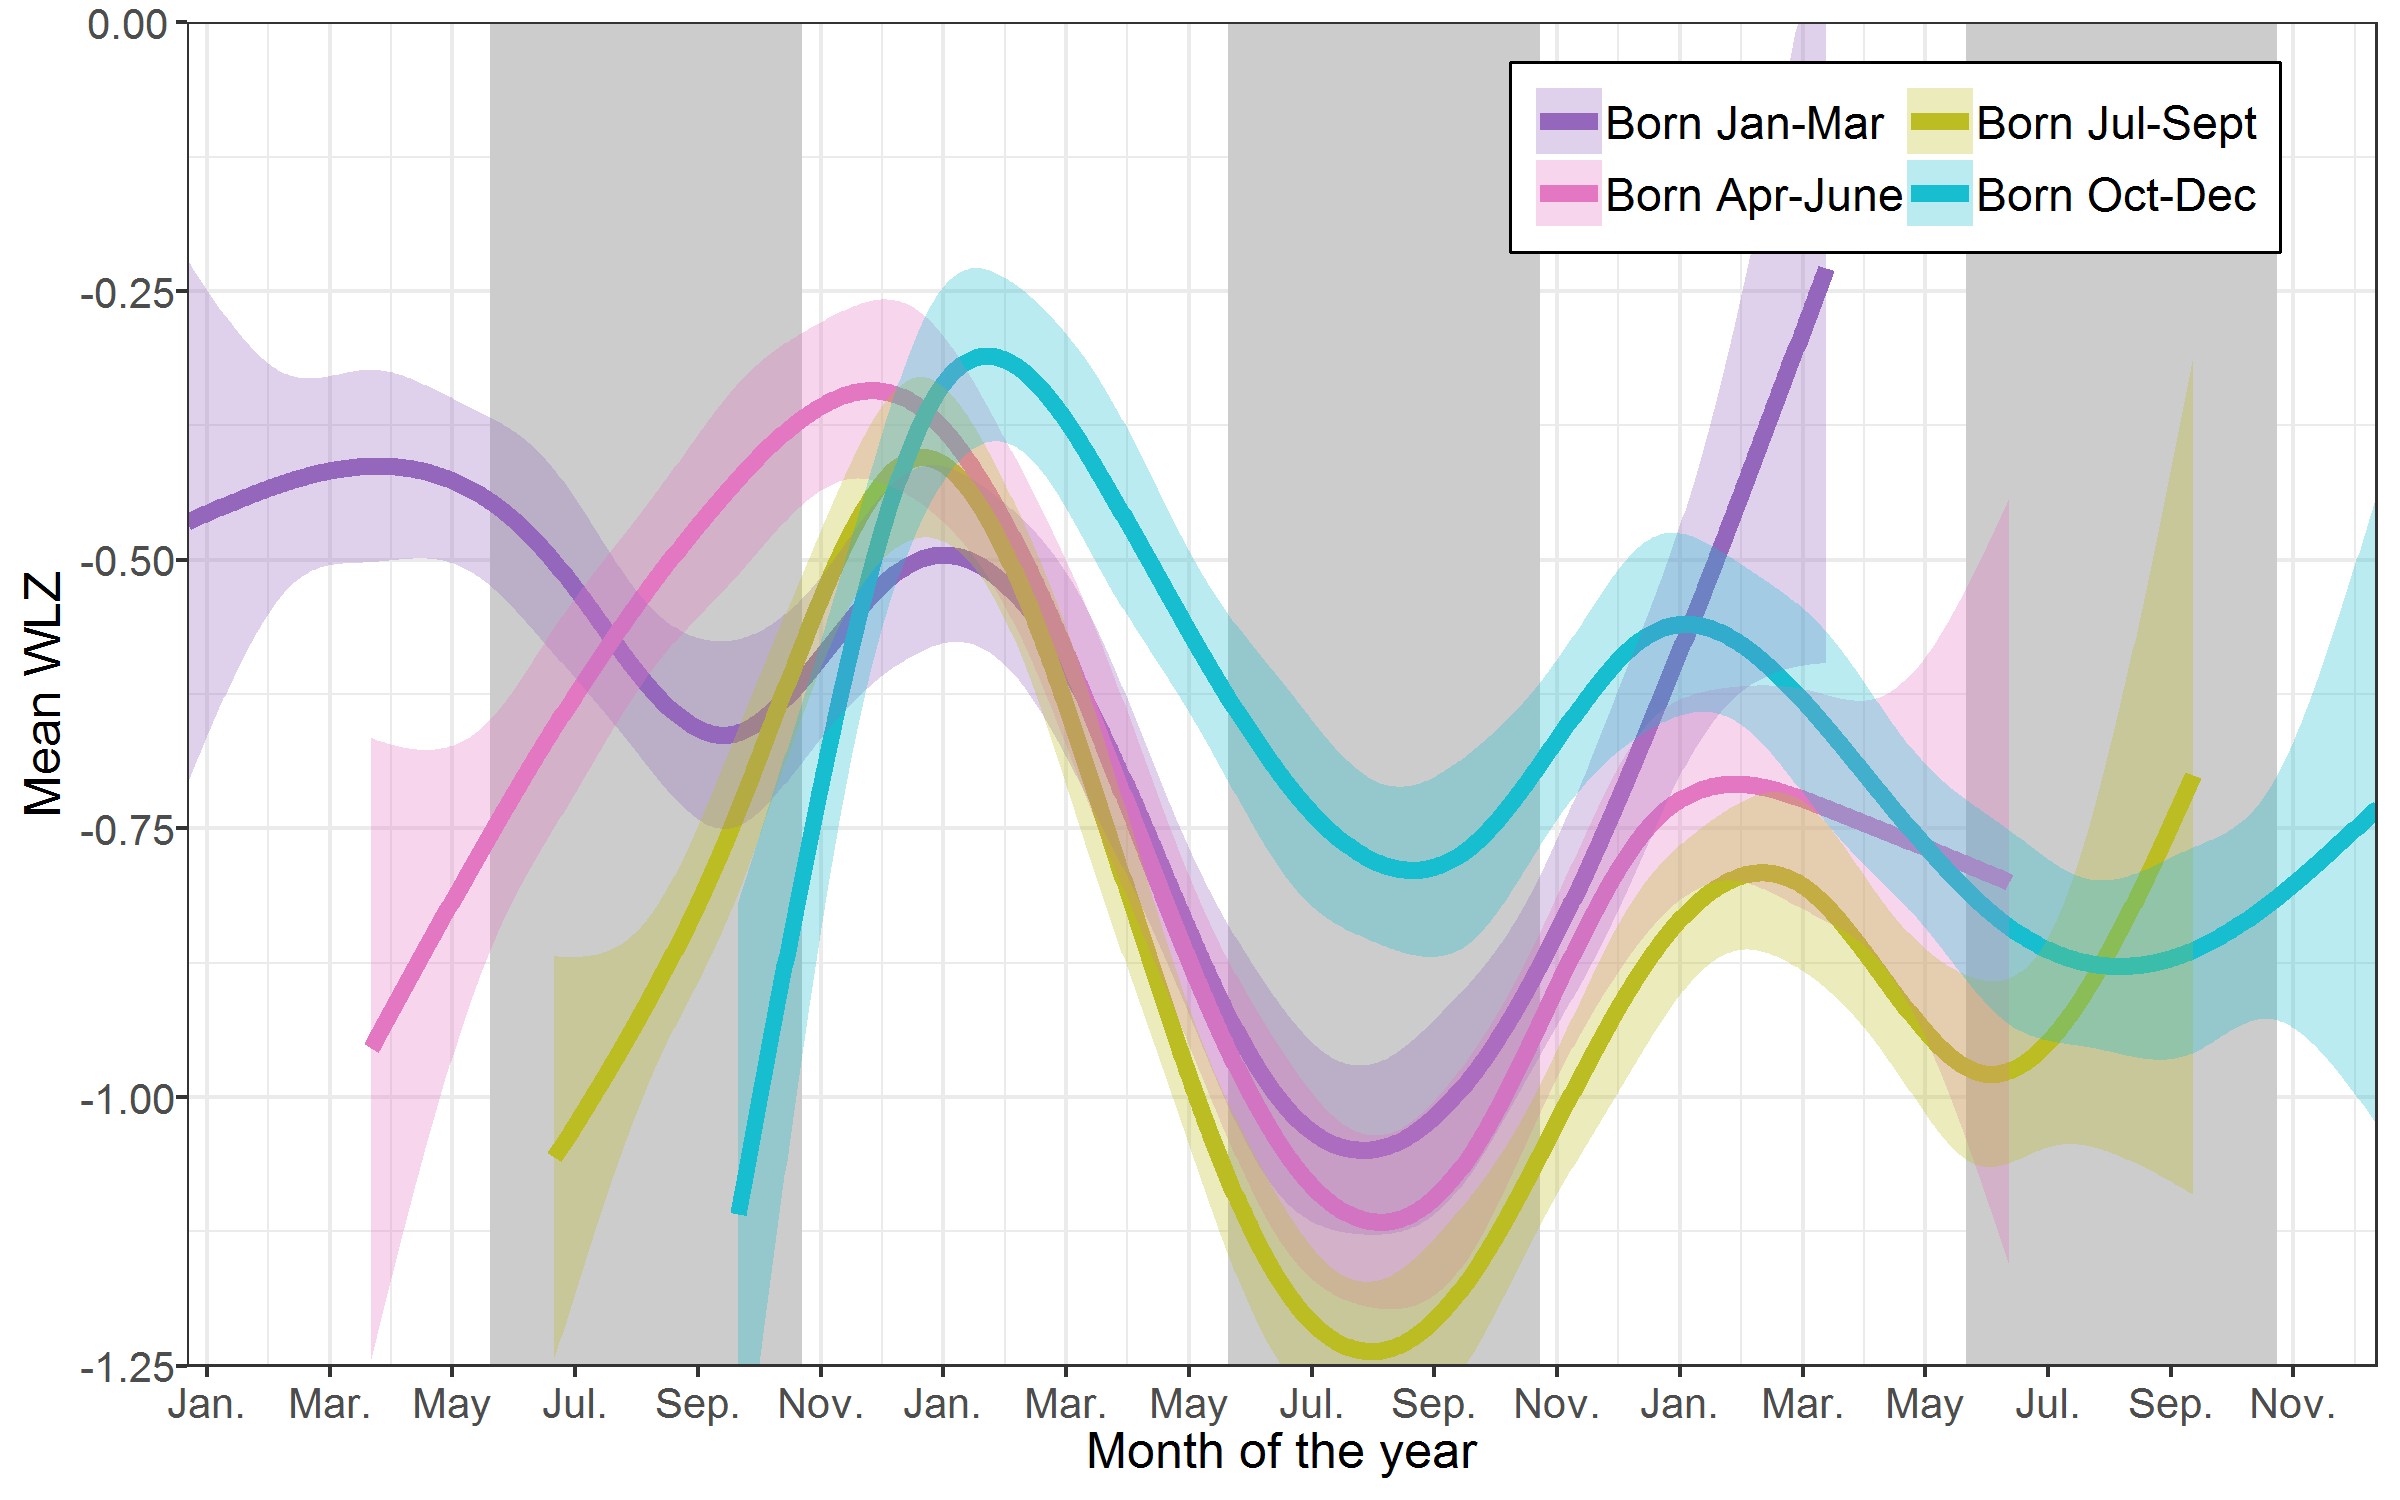 0.00
-0.25
-0.50
-0.75
-1.00
-1.25
Mean WLZ
Born Jan-Mar Born Jul-Sept
Born Apr-June Born Oct-Dec
Jan. Mar. May Jul. Sep. Nov. Jan. Mar. May Jul. Sep. Nov. Jan. Mar. May Jul. Sep. Nov.
Month of the year